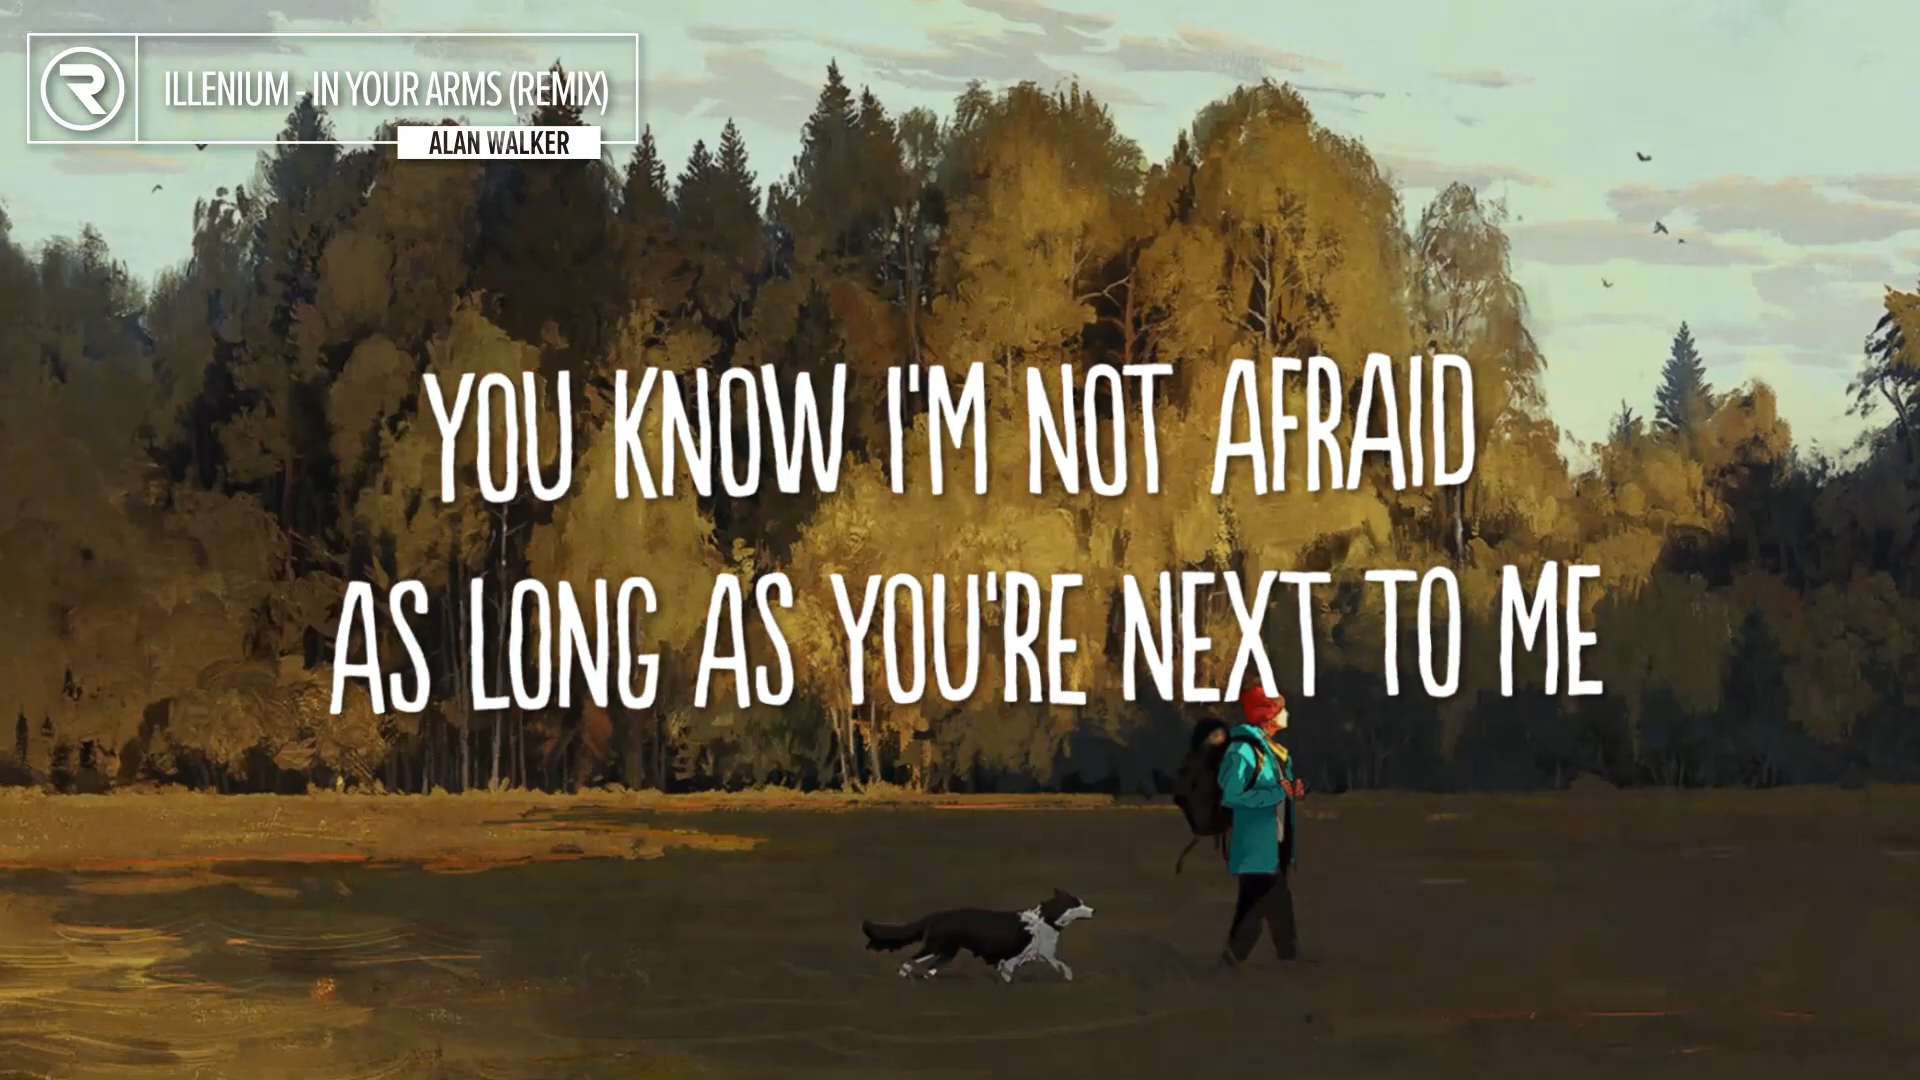 R
ILLENIUM - IN YOUR ARMS (REMIX)
ALAN WALKER
YOU KNOW I'M NOT AFRAID
AS LONG AS YOU'RE NEXT TO ME